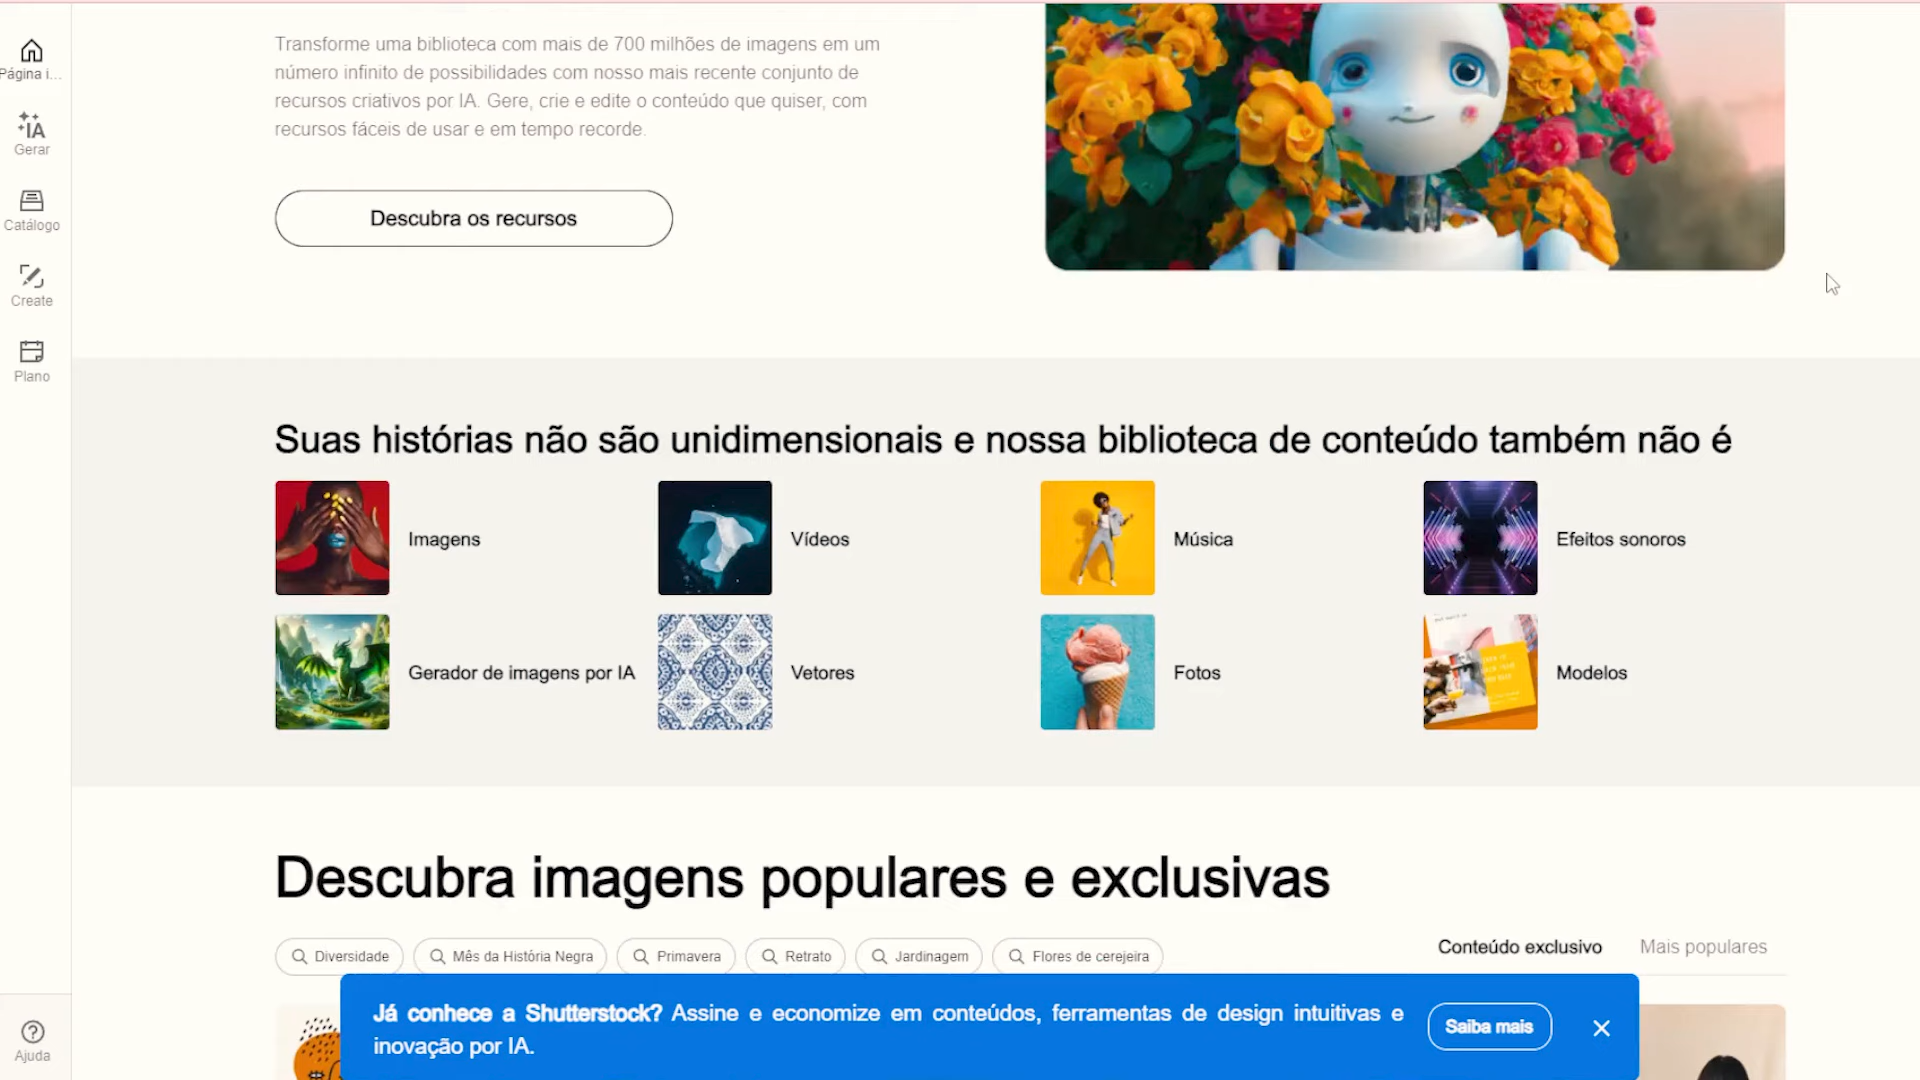 Transforme uma biblioteca com mais de 700 milhões de imagens em um
número infinito de possibilidades com nosso mais recente conjunto de
recursos criativos por IA. Gere, crie e edite o conteúdo que quiser, com
recursos fáceis de usar e em tempo recorde.
Descubra os recursos
Página i...
IA
Gerar
Catálogo
Create
Plano
Suas histórias não são unidimensionais e nossa biblioteca de conteúdo também não é
Imagens
Vídeos
Música
Efeitos sonoros
Gerador de imagens por IA
Vetores
Fotos
Modelos
Descubra imagens populares e exclusivas
Diversidade
Mês da História Negra
Primavera
Retrato
Jardinagem
Flores de cerejeira
Conteúdo exclusivo
Mais populares
Já conhece a Shutterstock? Assine e economize em conteúdos, ferramentas de design intuitivas e
inovação por IA.
Saiba mais
Ajuda